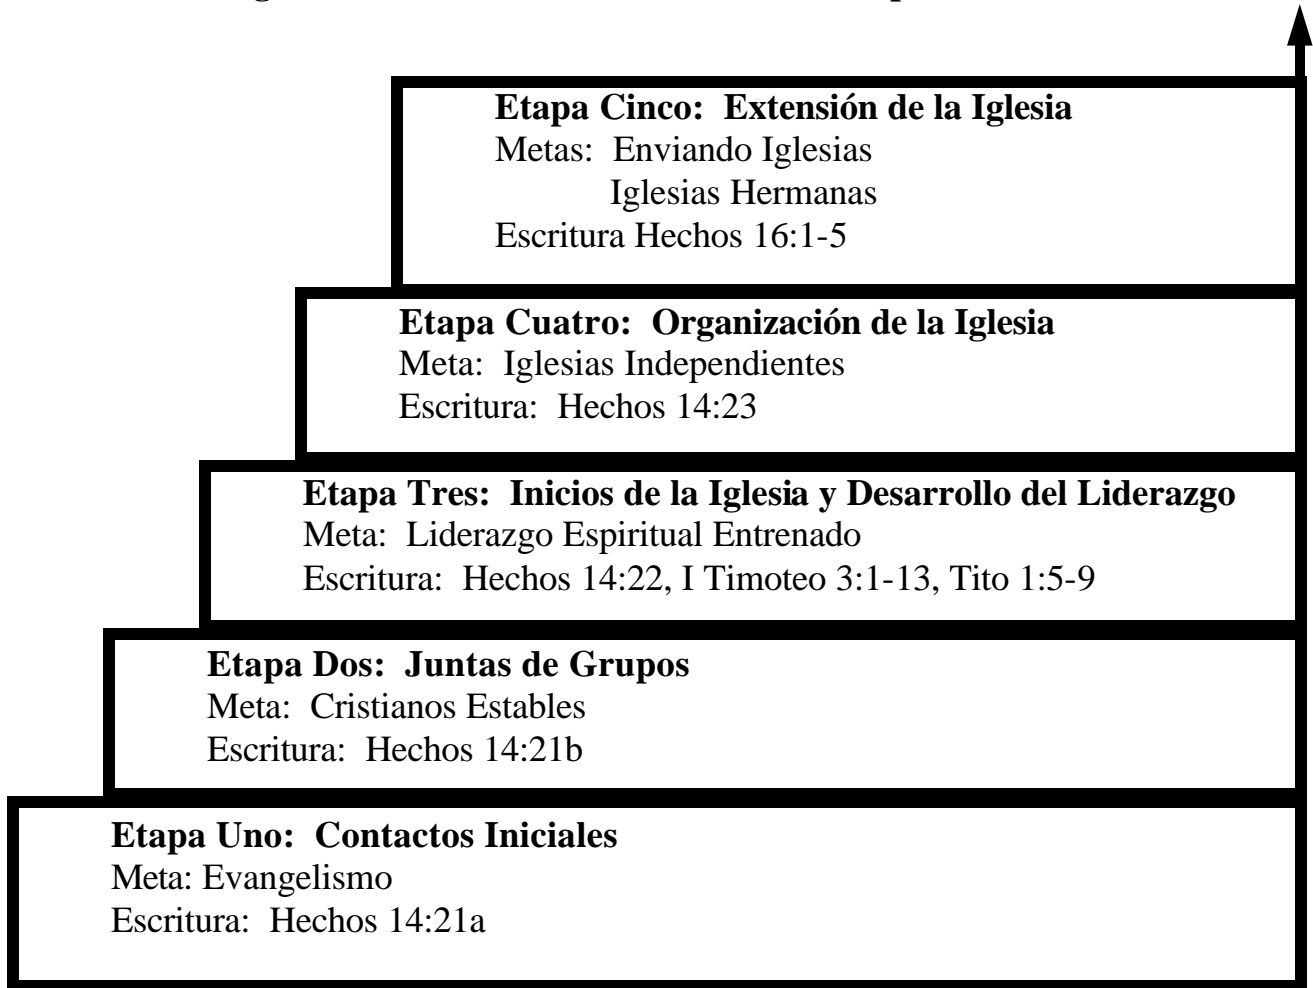 Etapa Cinco:  Extensión de la Iglesia
Metas:  Enviando Iglesias
Iglesias Hermanas
Escritura Hechos 16:1-5
Etapa Cuatro:  Organización de la Iglesia
Meta:  Iglesias Independientes
Escritura:  Hechos 14:23
Etapa Tres:  Inicios de la Iglesia y Desarrollo del Liderazgo
Meta:  Liderazgo Espiritual Entrenado
Escritura:  Hechos 14:22, I Timoteo 3:1-13, Tito 1:5-9
Etapa Dos:  Juntas de Grupos
Meta:  Cristianos Estables
Escritura:  Hechos 14:21b
Etapa Uno:  Contactos Iniciales
Meta: Evangelismo
Escritura:  Hechos 14:21a